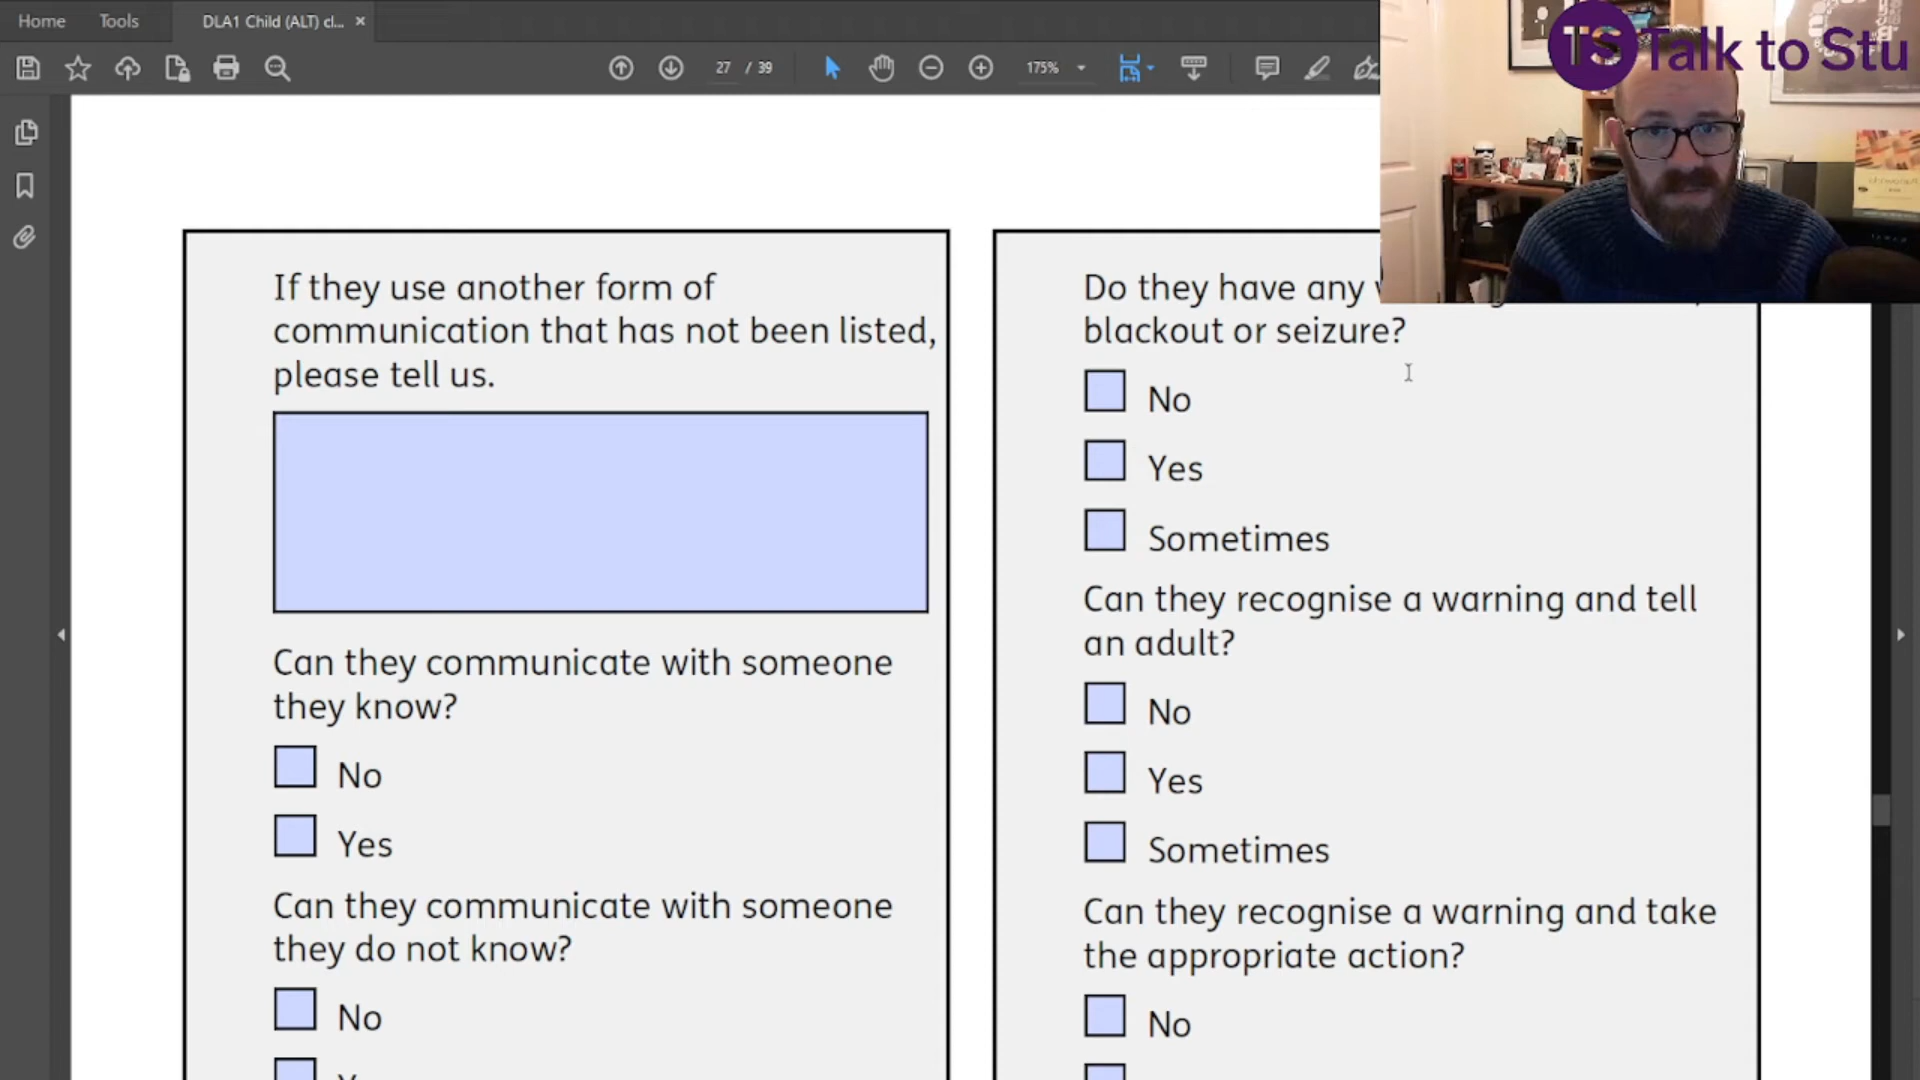 Home
Tools
DLA1 Child (ALT) cl...
27 / 39
175%
TS Talk to Stu
If they use another form of
communication that has not been listed,
please tell us.
Can they communicate with someone
they know?
No
Yes
Can they communicate with someone
they do not know?
No
Do they have any
blackout or seizure?
No
Yes
Sometimes
Can they recognise a warning and tell
an adult?
No
Yes
Sometimes
Can they recognise a warning and take
the appropriate action?
No